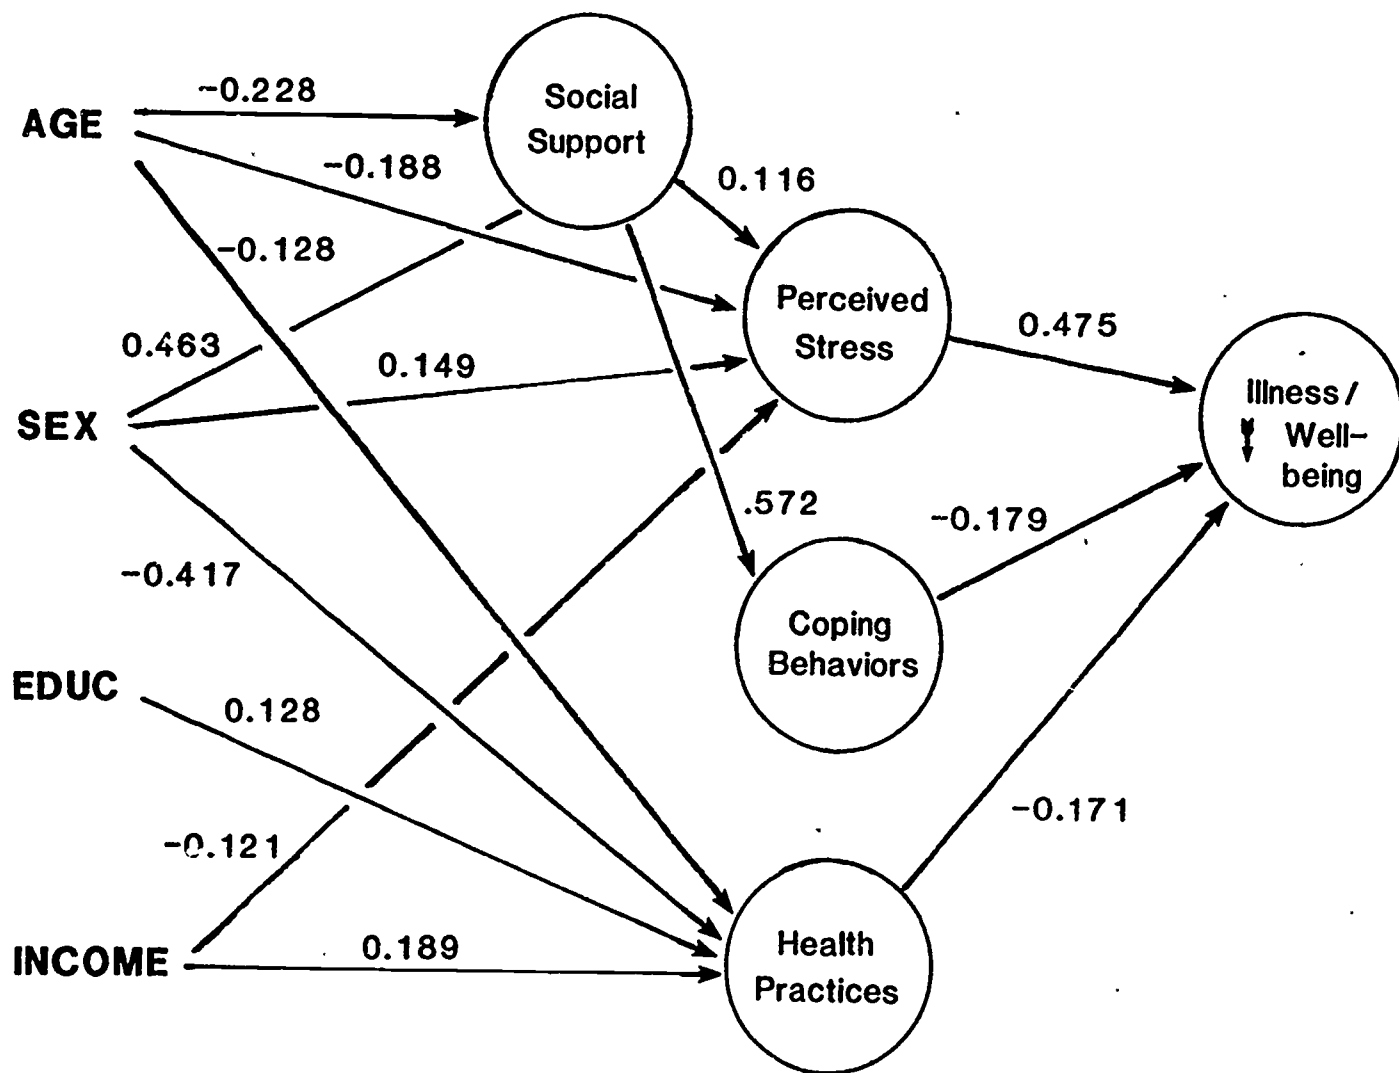 -0.228
AGE
Social
Support
-0.188
0.116
-0.128
Perceived
Stress
0.475
0.463
0.149
SEX
Illness/
Well-
being
.572
-0.179
-0.417
Coping
Behaviors
EDUC
0.128
-0.171
-0.121
INCOME
0.189
Health
Practices